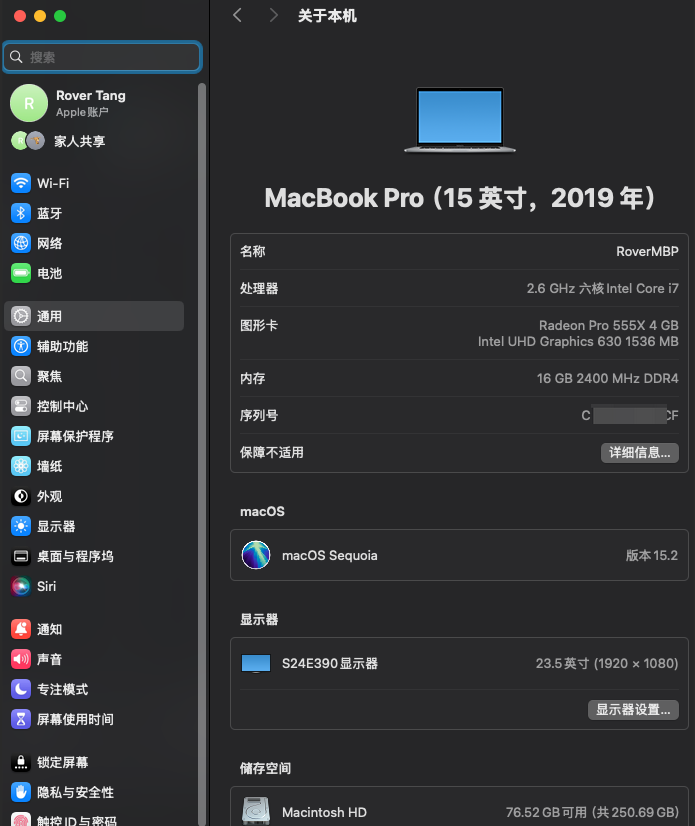 关于本机
搜索
R
Rover Tang
Apple账户
家人共享
Wi-Fi
蓝牙
网络
电池
通用
辅助功能
聚焦
控制中心
屏幕保护程序
墙纸
外观
显示器
桌面与程序坞
Siri
通知
声音
专注模式
屏幕使用时间
锁定屏幕
隐私与安全性
触控 ID 与密码
MacBook Pro（15 英寸，2019 年）
名称 RoverMBP
处理器 2.6 GHz 六核Intel Core i7
图形卡 Radeon Pro 555X 4 GB
Intel UHD Graphics 630 1536 MB
内存 16 GB 2400 MHz DDR4
序列号 C CF
保障不适用 详细信息...
macOS
macOS Sequoia 版本 15.2
显示器
S24E390 显示器 23.5 英寸 (1920 × 1080)
显示器设置...
储存空间
Macintosh HD 76.52 GB 可用 (共 250.69 GB)